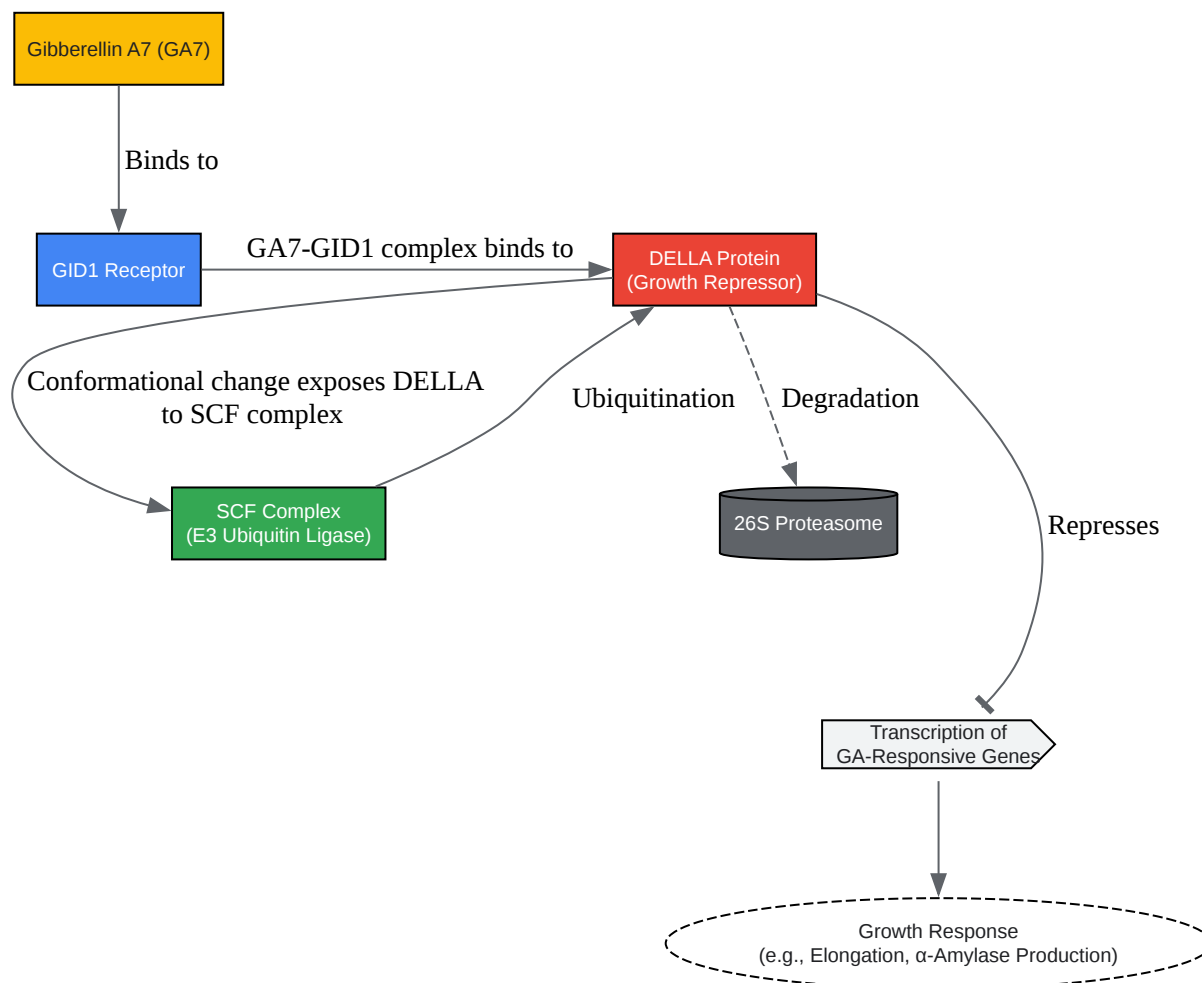 Gibberellin A7 (GA7)
Binds to
GID1 Receptor
GA7-GID1 complex binds to
DELLA Protein
(Growth Repressor)
Conformational change exposes DELLA
to SCF complex
Ubiquitination
Degradation
SCF Complex
(E3 Ubiquitin Ligase)
26S Proteasome
Represses
Transcription of
GA-Responsive Genes
Growth Response
(e.g., Elongation, α-Amylase Production)